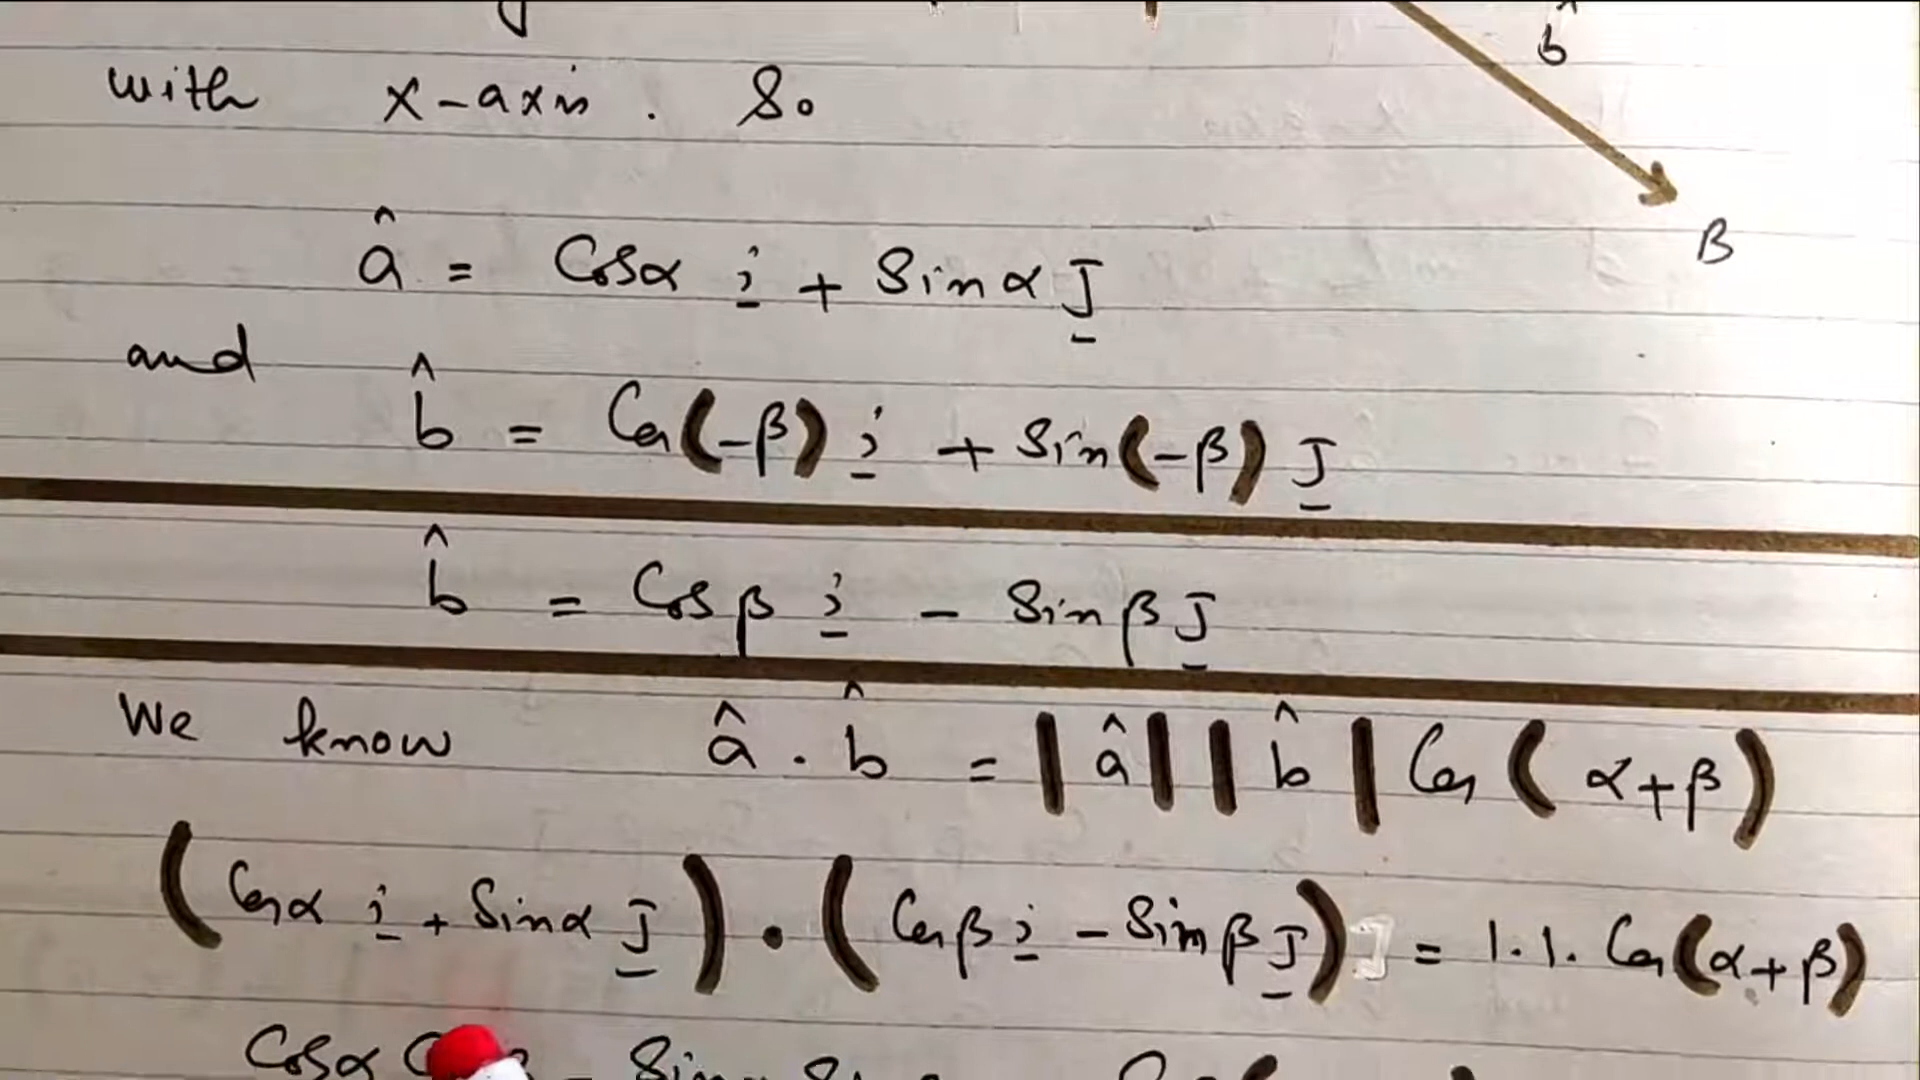 b̂
with x-axis. So
B
â = Cosα i + Sinα J
and
b̂ = Cos(-β) i + Sin(-β) J
b̂ = Cosβ i - Sinβ J
We know â . b̂ = |â||b̂| Cos(α+β)
(Cosα i + Sinα J) . (Cosβ i - Sinβ J) = 1.1. Cos(α+β)
Cosα